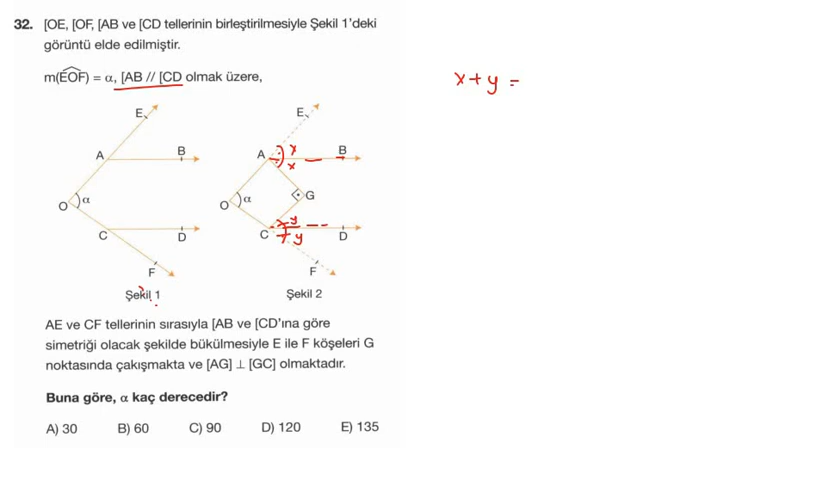 32. [OE, [OF, [AB ve [CD tellerinin birleştirilmesiyle Şekil 1'deki
görüntü elde edilmiştir.
m(EOF) = α, [AB // [CD olmak üzere,
x + y =
E
E
A
B
A
x
B
x
O
α
O
α
G
C
D
C
y
y
D
F
F
Şekil 1
Şekil 2
AE ve CF tellerinin sırasıyla [AB ve [CD'ına göre
simetriği olacak şekilde bükülmesiyle E ile F köşeleri G
noktasında çakışmakta ve [AG] ⊥ [GC] olmaktadır.
Buna göre, α kaç derecedir?
A) 30 B) 60 C) 90 D) 120 E) 135